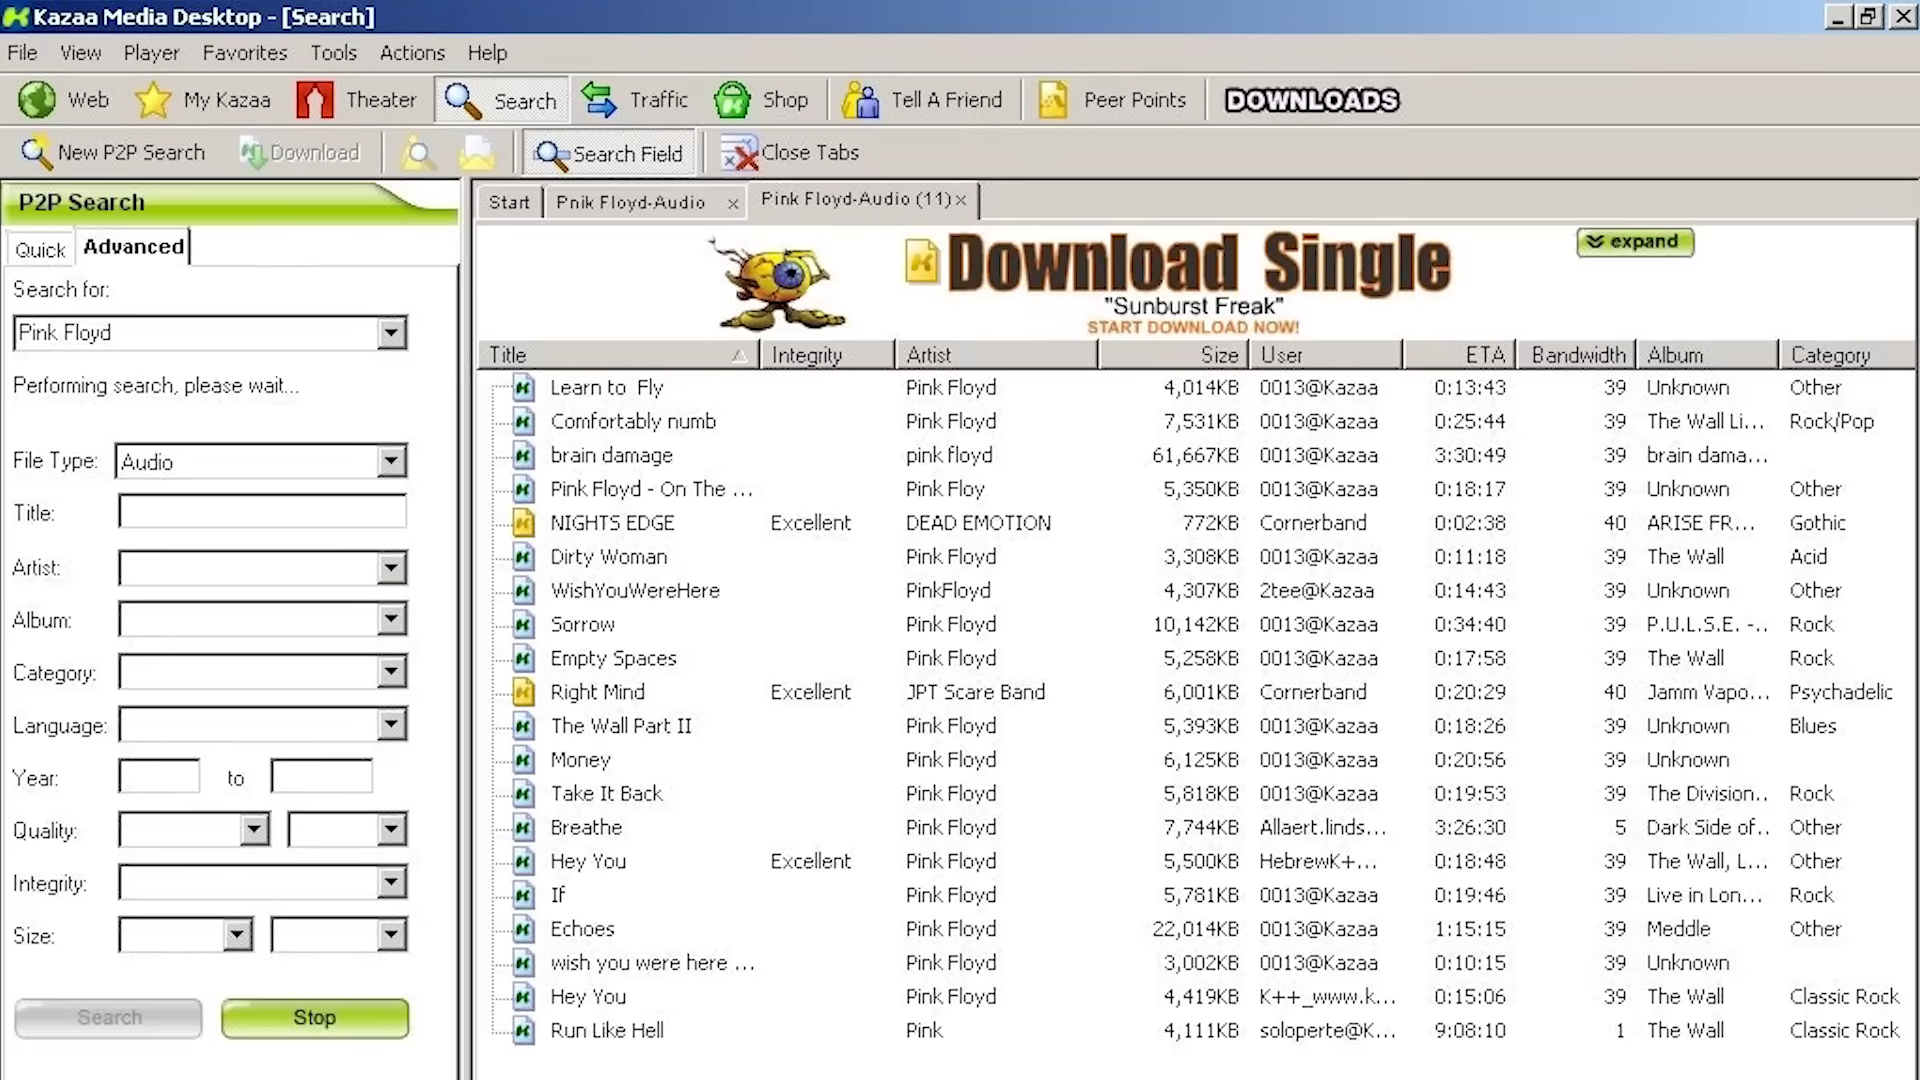 Kazaa Media Desktop - [Search]
File View Player Favorites Tools Actions Help
Web My Kazaa Theater Search Traffic Shop Tell A Friend Peer Points DOWNLOADS
New P2P Search Download Search Field Close Tabs
P2P Search
Quick Advanced
Search for:
Pink Floyd
Performing search, please wait...
File Type: Audio
Title:
Artist:
Album:
Category:
Language:
Year: to
Quality:
Integrity:
Size:
Search Stop
Start Pnik Floyd-Audio x Pink Floyd-Audio (11) x
Download Single
"Sunburst Freak"
START DOWNLOAD NOW!
expand
Title Integrity Artist Size User ETA Bandwidth Album Category
Learn to Fly Pink Floyd 4,014KB 0013@Kazaa 0:13:43 39 Unknown Other
Comfortably numb Pink Floyd 7,531KB 0013@Kazaa 0:25:44 39 The Wall Li... Rock/Pop
brain damage pink floyd 61,667KB 0013@Kazaa 3:30:49 39 brain dama...
Pink Floyd - On The ... Pink Floy 5,350KB 0013@Kazaa 0:18:17 39 Unknown Other
NIGHTS EDGE Excellent DEAD EMOTION 772KB Cornerband 0:02:38 40 ARISE FR... Gothic
Dirty Woman Pink Floyd 3,308KB 0013@Kazaa 0:11:18 39 The Wall Acid
WishYouWereHere PinkFloyd 4,307KB 2tee@Kazaa 0:14:43 39 Unknown Other
Sorrow Pink Floyd 10,142KB 0013@Kazaa 0:34:40 39 P.U.L.S.E. -.. Rock
Empty Spaces Pink Floyd 5,258KB 0013@Kazaa 0:17:58 39 The Wall Rock
Right Mind Excellent JPT Scare Band 6,001KB Cornerband 0:20:29 40 Jamm Vapo... Psychadelic
The Wall Part II Pink Floyd 5,393KB 0013@Kazaa 0:18:26 39 Unknown Blues
Money Pink Floyd 6,125KB 0013@Kazaa 0:20:56 39 Unknown
Take It Back Pink Floyd 5,818KB 0013@Kazaa 0:19:53 39 The Division.. Rock
Breathe Pink Floyd 7,744KB Allaert.linds... 3:26:30 5 Dark Side of.. Other
Hey You Excellent Pink Floyd 5,500KB HebrewK+... 0:18:48 39 The Wall, L... Other
If Pink Floyd 5,781KB 0013@Kazaa 0:19:46 39 Live in Lon... Rock
Echoes Pink Floyd 22,014KB 0013@Kazaa 1:15:15 39 Meddle Other
wish you were here ... Pink Floyd 3,002KB 0013@Kazaa 0:10:15 39 Unknown
Hey You Pink Floyd 4,419KB K++_www.k... 0:15:06 39 The Wall Classic Rock
Run Like Hell Pink 4,111KB soloperte@K... 9:08:10 1 The Wall Classic Rock